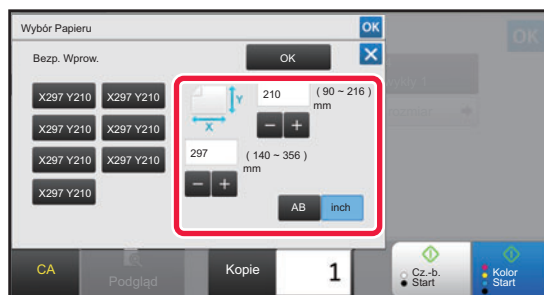 Wybór Papieru
OK
OK
Bezp. Wprow.
OK
X297 Y210
X297 Y210
X297 Y210
X297 Y210
X297 Y210
X297 Y210
X297 Y210
Y
X
210
( 90 ~ 216 )
mm
297
( 140 ~ 356 )
mm
AB
inch
CA
Podgląd
Kopie
1
Cz.-b.
Start
Kolor
Start